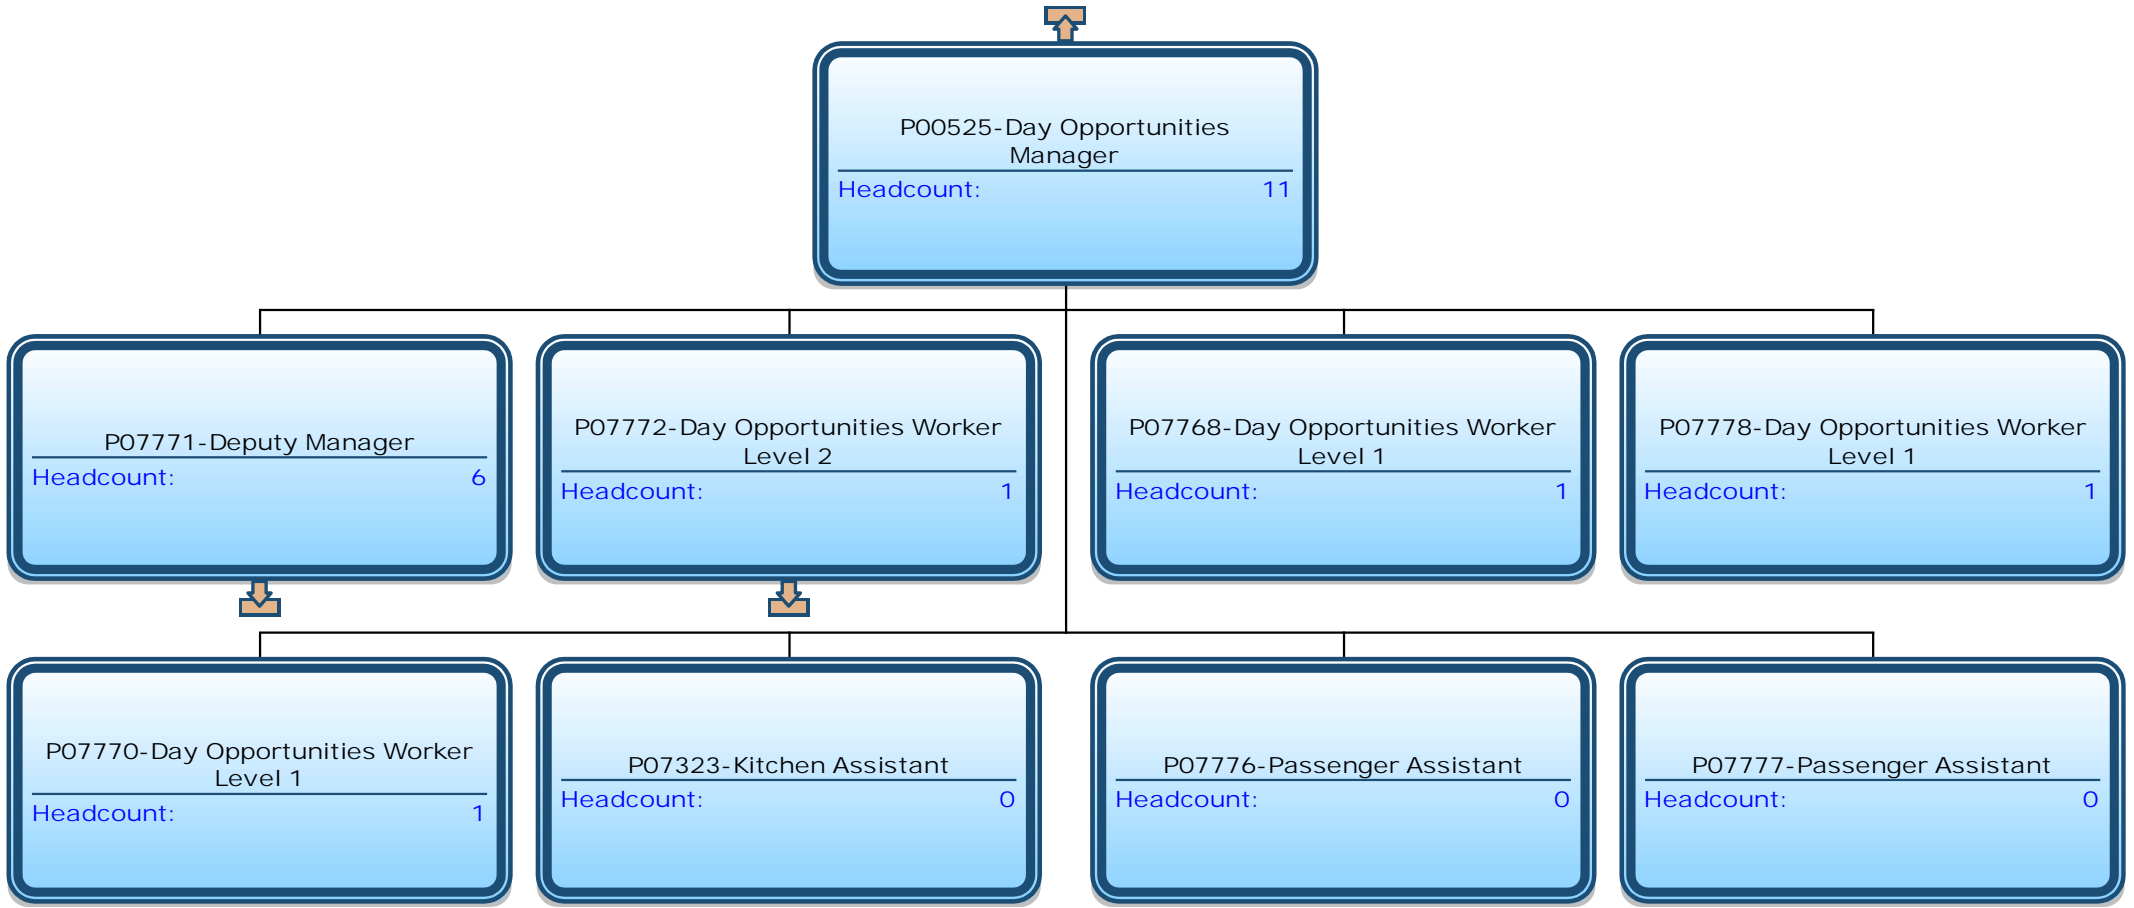 P00525-Day Opportunities
Manager
Headcount: 11
P07771-Deputy Manager
Headcount: 6
P07772-Day Opportunities Worker
Level 2
Headcount: 1
P07768-Day Opportunities Worker
Level 1
Headcount: 1
P07778-Day Opportunities Worker
Level 1
Headcount: 1
P07770-Day Opportunities Worker
Level 1
Headcount: 1
P07323-Kitchen Assistant
Headcount: 0
P07776-Passenger Assistant
Headcount: 0
P07777-Passenger Assistant
Headcount: 0